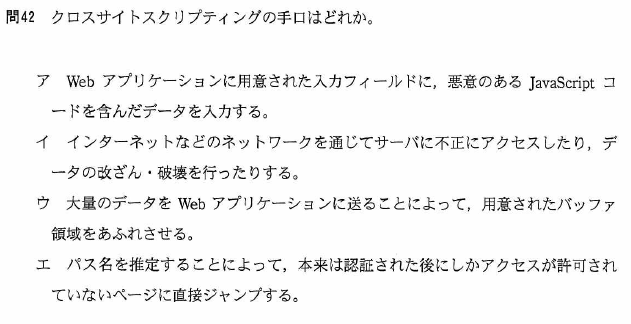 問42 クロスサイトスクリプティングの手口はどれか。
ア Web アプリケーションに用意された入力フィールドに，悪意のある JavaScript コ
ードを含んだデータを入力する。
イ インターネットなどのネットワークを通じてサーバに不正にアクセスしたり，デ
ータの改ざん・破壊を行ったりする。
ウ 大量のデータを Web アプリケーションに送ることによって，用意されたバッファ
領域をあふれさせる。
エ パス名を推定することによって，本来は認証された後にしかアクセスが許可され
ていないページに直接ジャンプする。